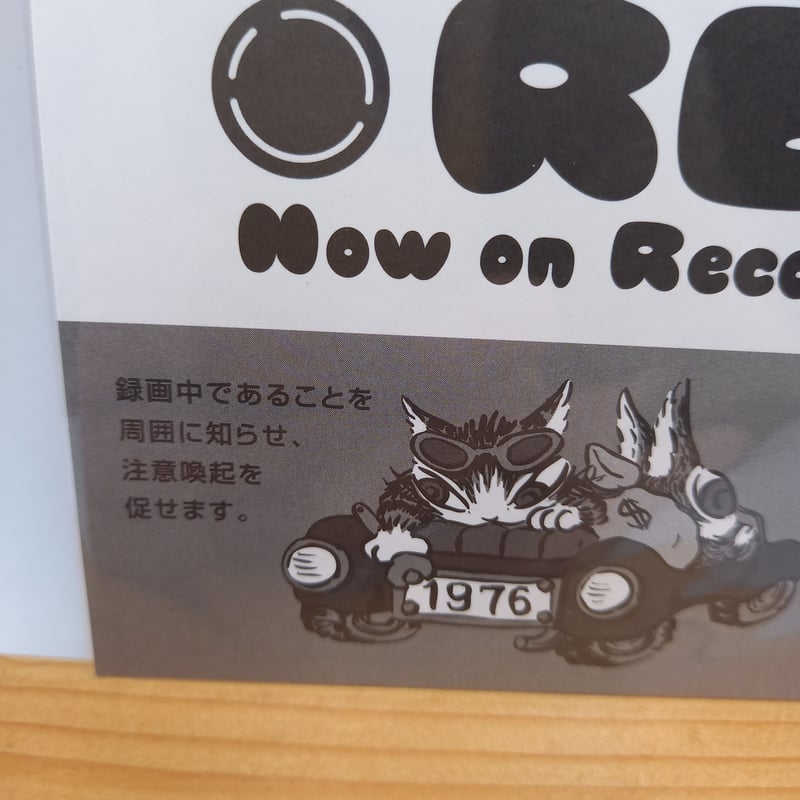 RE
Now on Reco
録画中であることを
周囲に知らせ、
注意喚起を
促せます。
$
1976